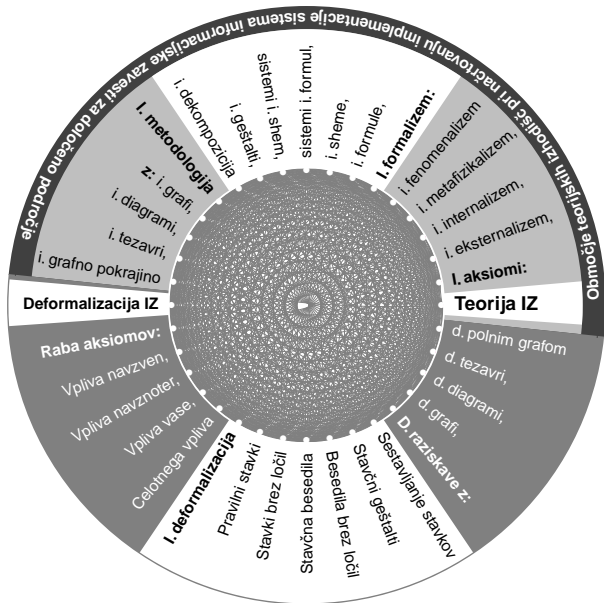 Območje teorijskih izhodišč pri načrtovanju implementacije sistema informacijske zavesti za določeno področje
Teorija IZ
I. aksiomi:
i. eksternalizem,
i. internalizem,
i. metafizikalizem,
i. fenomenalizem
I. formalizem:
i. formule,
i. sheme,
sistemi i. formul,
sistemi i. shem,
i. geštalti,
i. dekompozicija
I. metodologija
z: i. grafi,
i. diagrami,
i. tezavri,
i. grafno pokrajino
Deformalizacija IZ
Raba aksiomov:
Vpliva navzven,
Vpliva navznoter,
Vpliva vase,
Celotnega vpliva
I. deformalizacija
Pravilni stavki
Stavki brez ločil
Stavčna besedila
Besedila brez ločil
Stavčni geštalti
Sestavljanje stavkov
D. raziskave z:
d. grafi,
d. diagrami,
d. tezavri,
d. polnim grafom